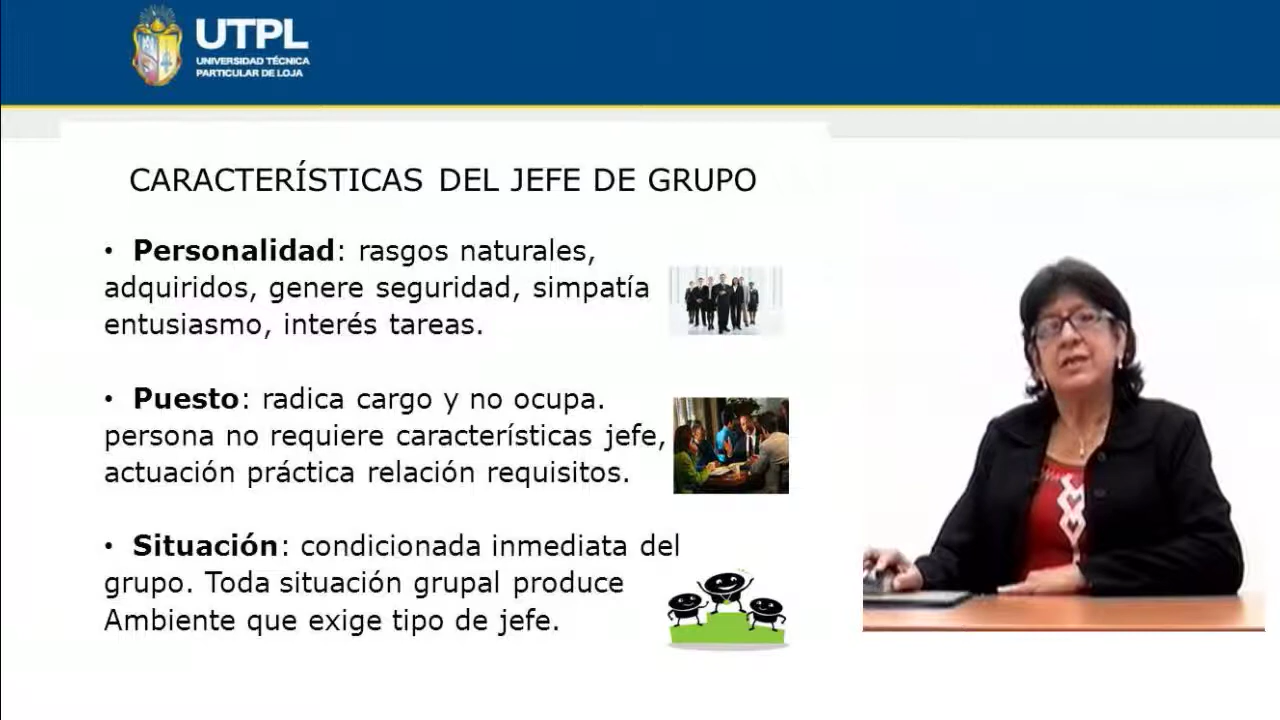 UTPL
UNIVERSIDAD TÉCNICA
PARTICULAR DE LOJA
CARACTERÍSTICAS DEL JEFE DE GRUPO
• Personalidad: rasgos naturales,
adquiridos, genere seguridad, simpatía
entusiasmo, interés tareas.
• Puesto: radica cargo y no ocupa.
persona no requiere características jefe,
actuación práctica relación requisitos.
• Situación: condicionada inmediata del
grupo. Toda situación grupal produce
Ambiente que exige tipo de jefe.